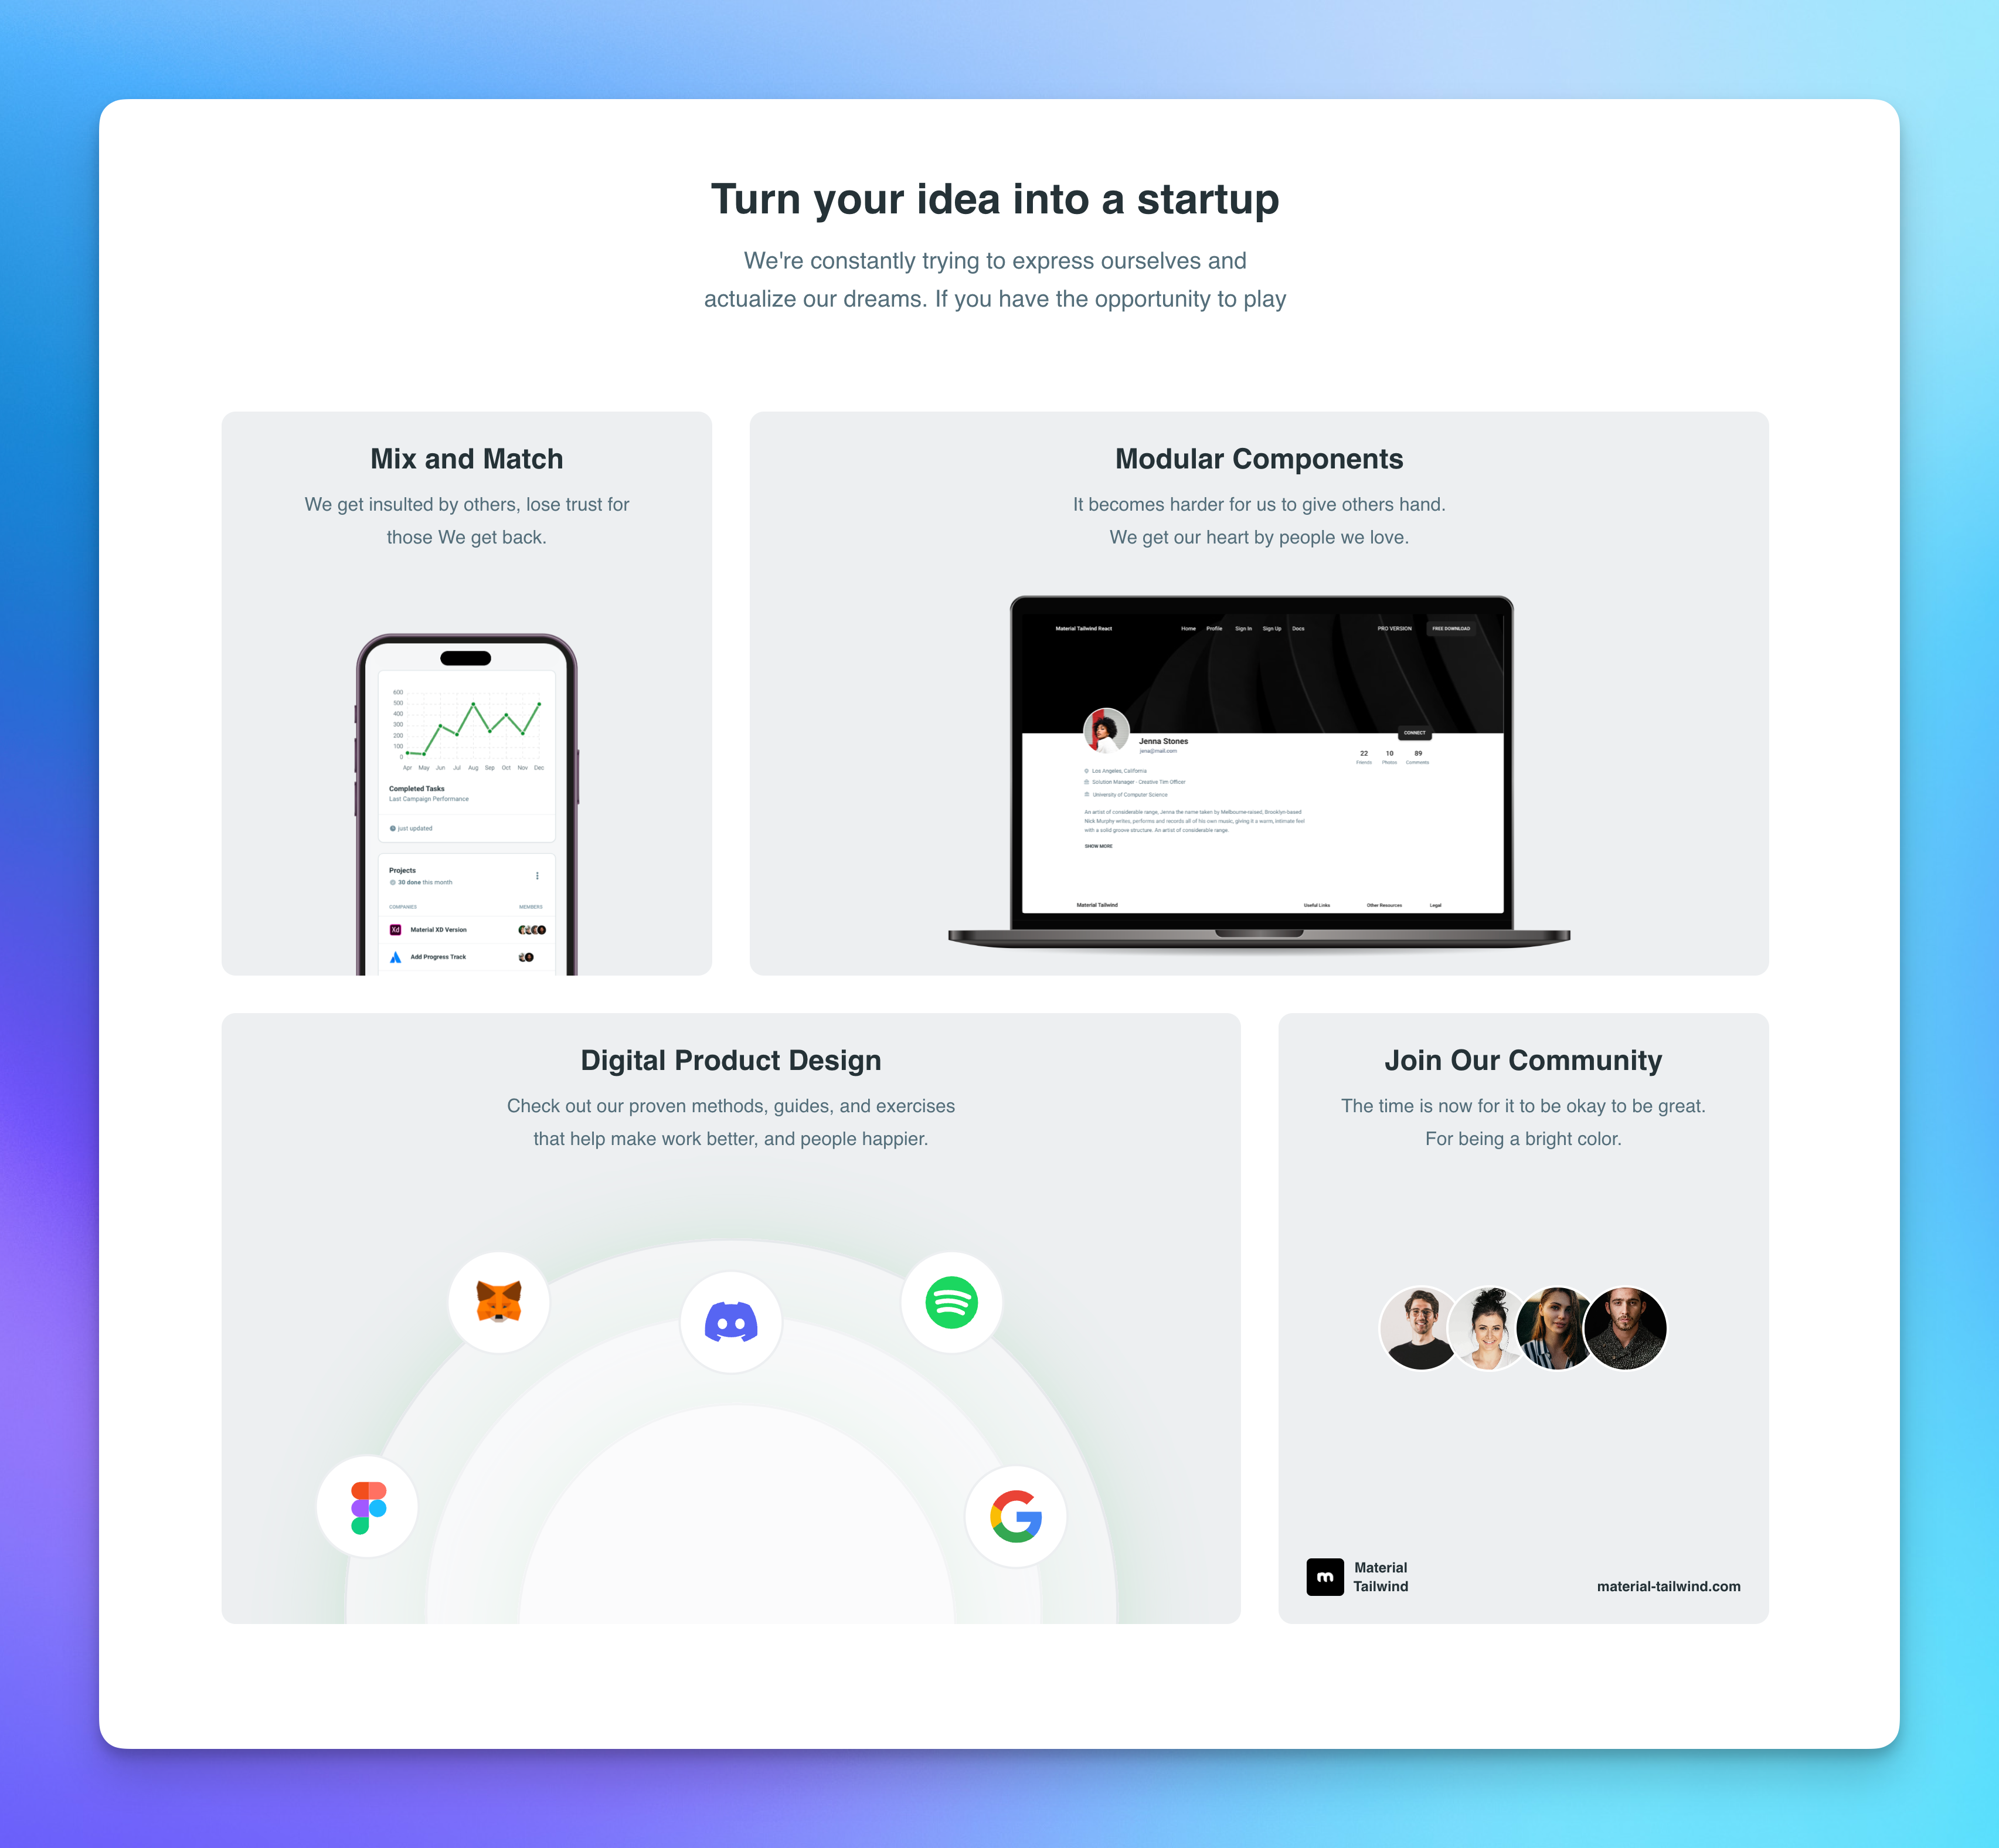 Turn your idea into a startup
We're constantly trying to express ourselves and
actualize our dreams. If you have the opportunity to play
Mix and Match
We get insulted by others, lose trust for
those We get back.
600
500
400
300
200
100
0
Apr May Jun Jul Aug Sep Oct Nov Dec
Completed Tasks
Last Campaign Performance
just updated
Projects
30 done this month
COMPANIES MEMBERS
Xd Material XD Version
Add Progress Track
Modular Components
It becomes harder for us to give others hand.
We get our heart by people we love.
Material Tailwind React Home Profile Sign In Sign Up Docs PRO VERSION FREE DOWNLOAD
CONNECT
Jenna Stones
jena@mail.com
22 10 89
Friends Photos Comments
Los Angeles, California
Solution Manager - Creative Tim Officer
University of Computer Science
An artist of considerable range, Jenna the name taken by Melbourne-raised, Brooklyn-based
Nick Murphy writes, performs and records all of his own music, giving it a warm, intimate feel
with a solid groove structure. An artist of considerable range.
SHOW MORE
Material Tailwind Useful Links Other Resources Legal
Digital Product Design
Check out our proven methods, guides, and exercises
that help make work better, and people happier.
Join Our Community
The time is now for it to be okay to be great.
For being a bright color.
Material
Tailwind
material-tailwind.com